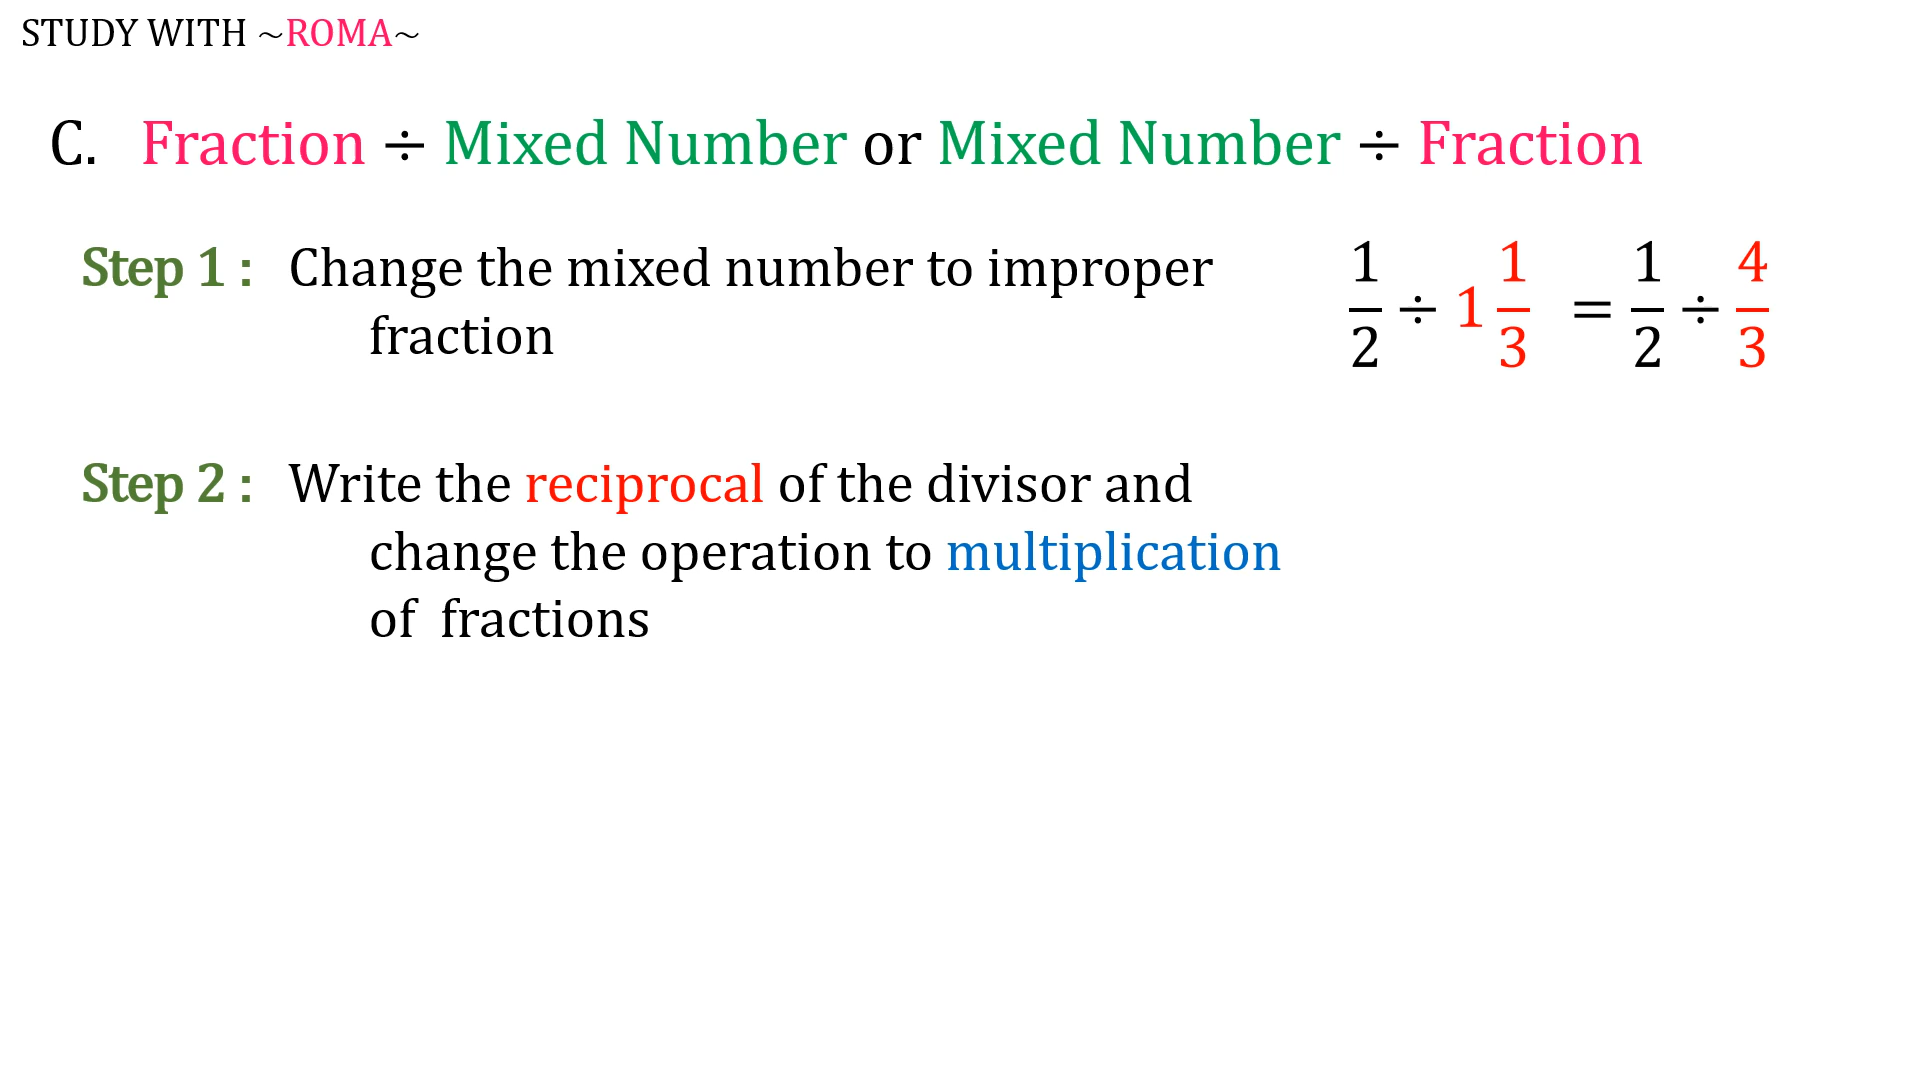 STUDY WITH ~ROMA~
C. Fraction ÷ Mixed Number or Mixed Number ÷ Fraction
Step 1 : Change the mixed number to improper
fraction
1/2 ÷ 1 1/3 = 1/2 ÷ 4/3
Step 2 : Write the reciprocal of the divisor and
change the operation to multiplication
of fractions